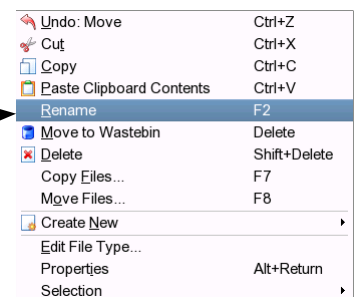 Undo: Move Ctrl+Z
Cut Ctrl+X
Copy Ctrl+C
Paste Clipboard Contents Ctrl+V
Rename F2
Move to Wastebin Delete
Delete Shift+Delete
Copy Files... F7
Move Files... F8
Create New
Edit File Type...
Properties Alt+Return
Selection